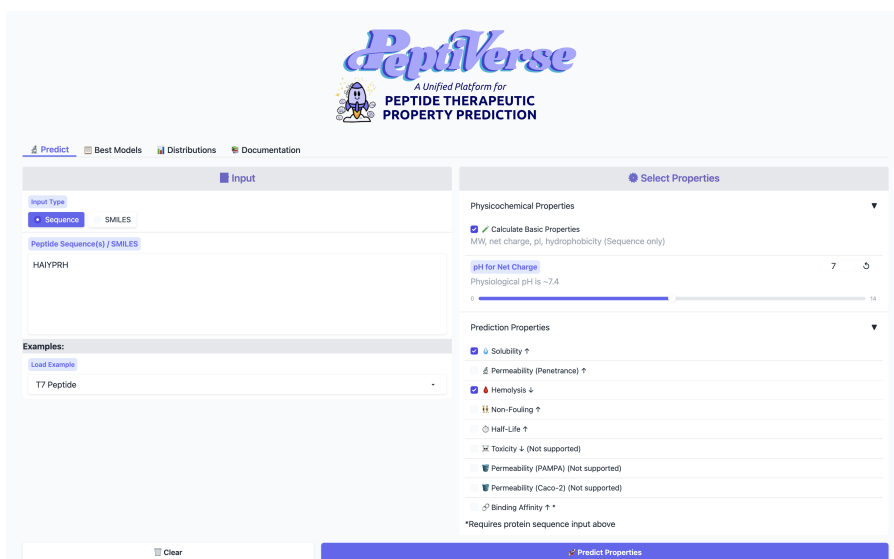 PeptiVerse
A Unified Platform for
PEPTIDE THERAPEUTIC
PROPERTY PREDICTION
Predict Best Models Distributions Documentation
Input
Input Type
Sequence SMILES
Peptide Sequence(s) / SMILES
HAIYPRH
Examples:
Load Example
T7 Peptide
Clear
Select Properties
Physicochemical Properties ▼
Calculate Basic Properties
MW, net charge, pI, hydrophobicity (Sequence only)
pH for Net Charge 7
Physiological pH is ~7.4
0 14
Prediction Properties ▼
Solubility ↑
Permeability (Penetrance) ↑
Hemolysis ↓
Non-Fouling ↑
Half-Life ↑
Toxicity ↓ (Not supported)
Permeability (PAMPA) (Not supported)
Permeability (Caco-2) (Not supported)
Binding Affinity ↑ *
*Requires protein sequence input above
Predict Properties